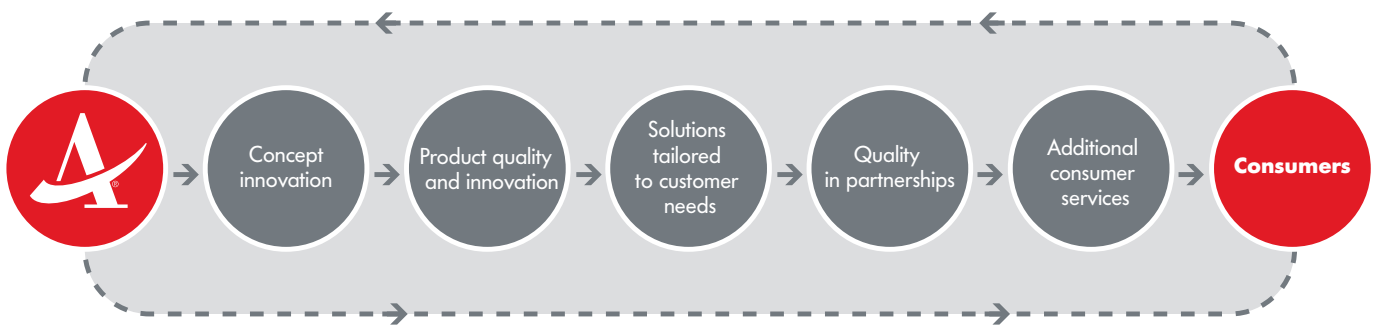 A
®
Concept
innovation
Product quality
and innovation
Solutions
tailored
to customer
needs
Quality
in partnerships
Additional
consumer
services
Consumers